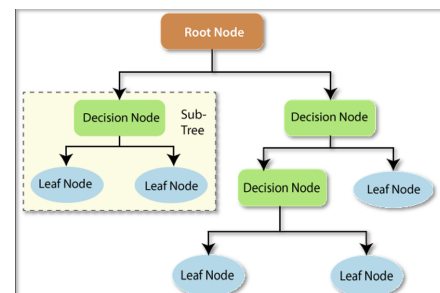 Root Node
Decision Node
Sub-
Tree
Decision Node
Leaf Node
Leaf Node
Decision Node
Leaf Node
Leaf Node
Leaf Node